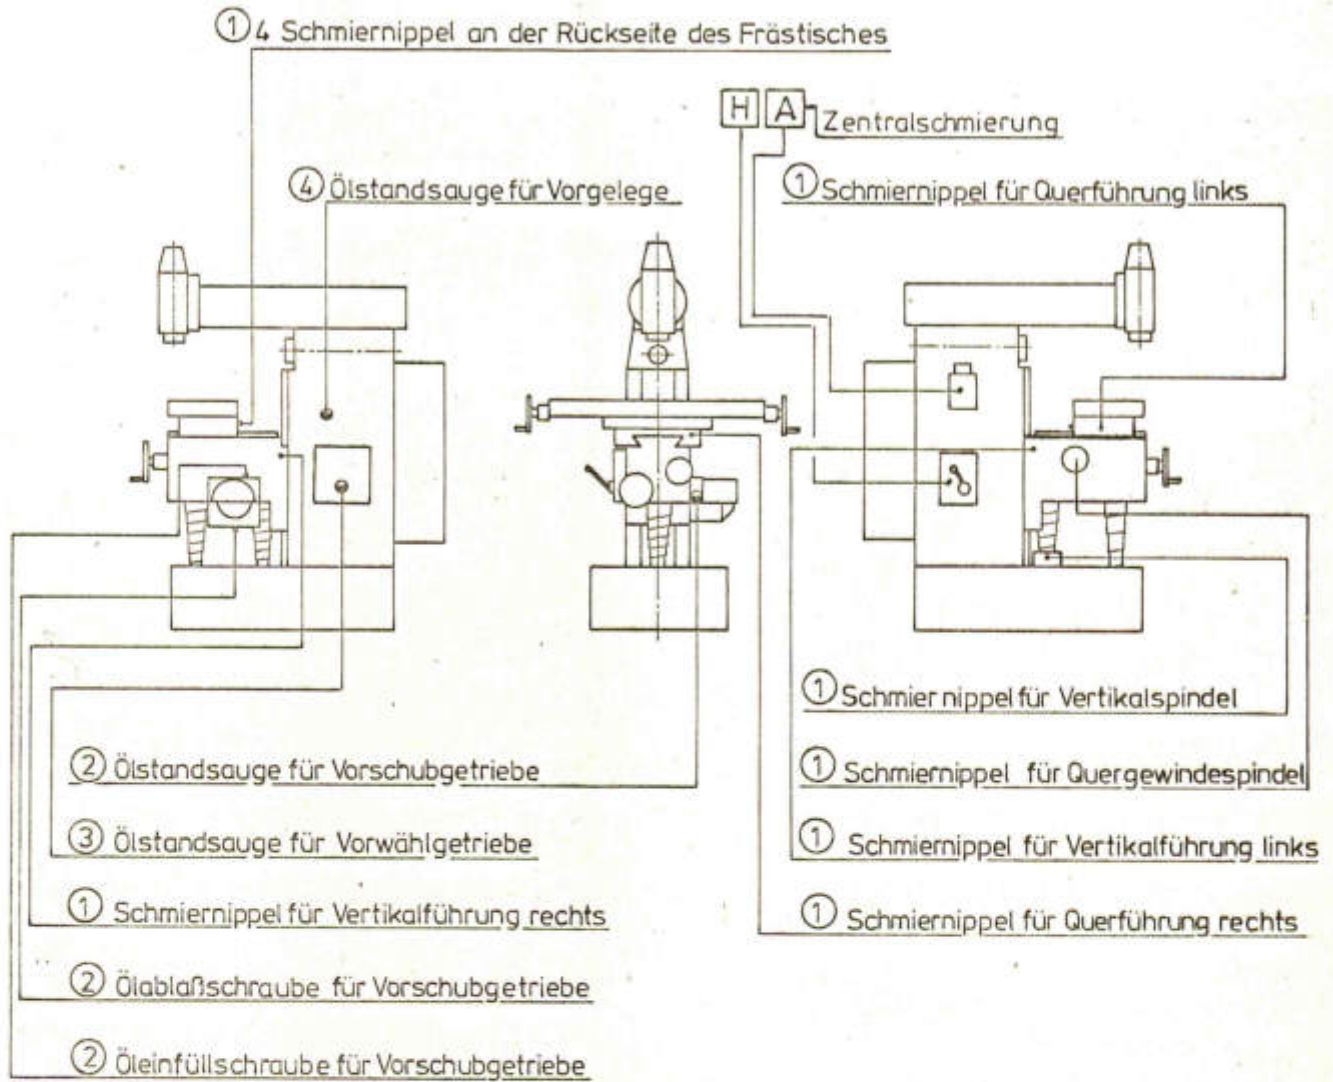 ① 4 Schmiernippel an der Rückseite des Frästisches
H A Zentralschmierung
④ Ölstandsauge für Vorgelege
① Schmiernippel für Querführung links
① Schmiernippel für Vertikalspindel
② Ölstandsauge für Vorschubgetriebe
① Schmiernippel für Quergewindespindel
③ Ölstandsauge für Vorwählgetriebe
① Schmiernippel für Vertikalführung links
① Schmiernippel für Vertikalführung rechts
① Schmiernippel für Querführung rechts
② Ölablaßschraube für Vorschubgetriebe
② Öleinfüllschraube für Vorschubgetriebe